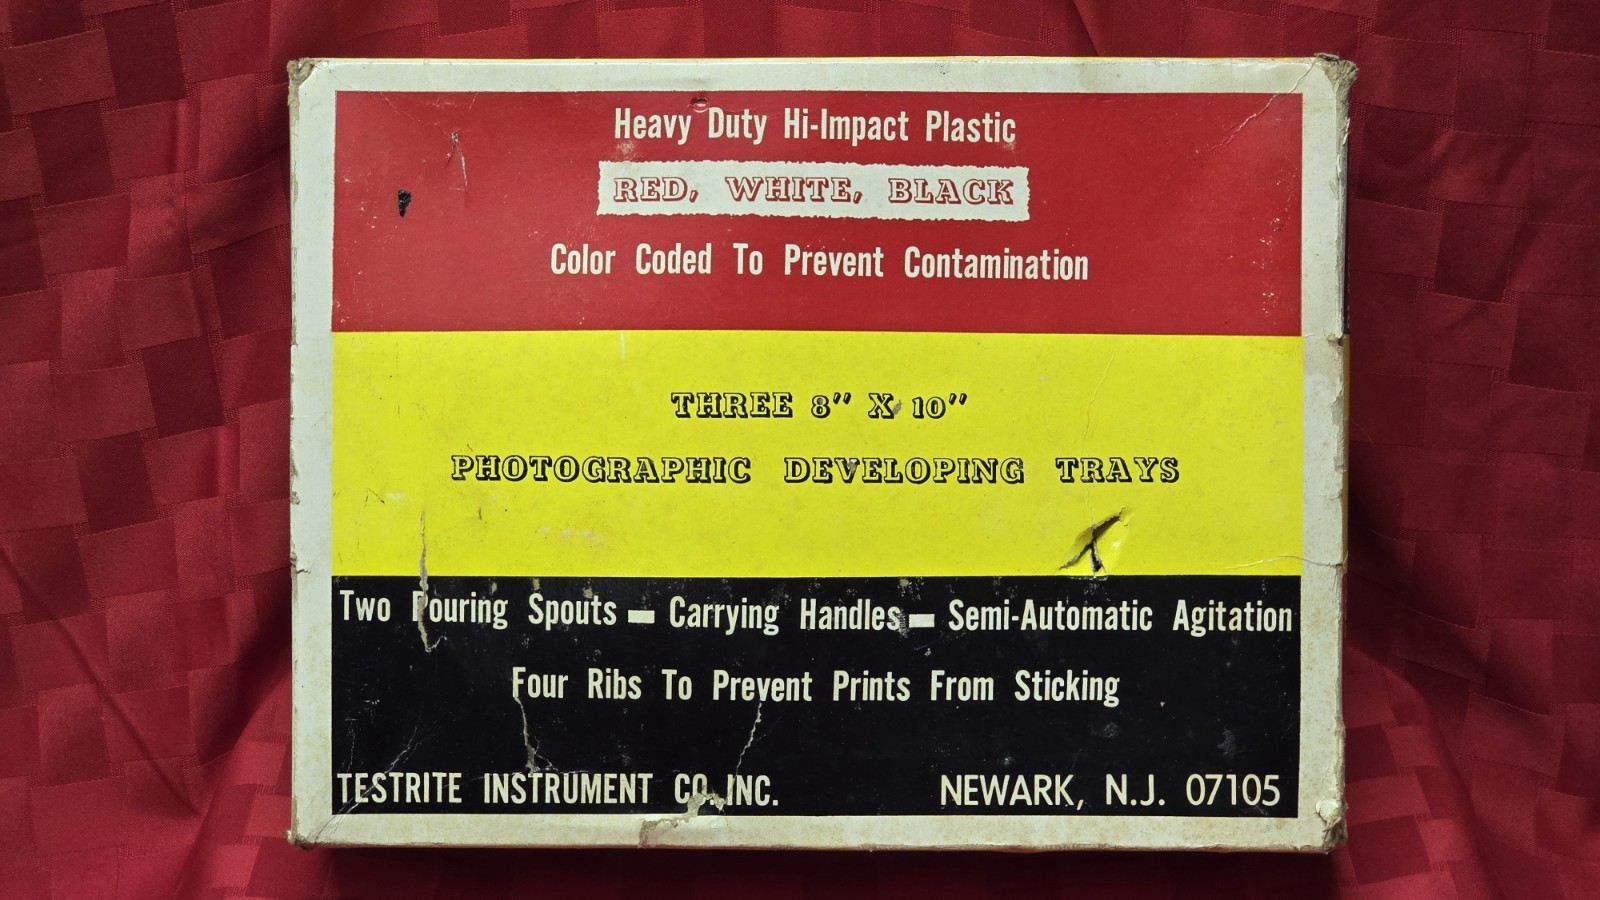 Heavy Duty Hi-Impact Plastic
RED, WHITE, BLACK
Color Coded To Prevent Contamination
THREE 8" X 10"
PHOTOGRAPHIC DEVELOPING TRAYS
Two Pouring Spouts - Carrying Handles - Semi-Automatic Agitation
Four Ribs To Prevent Prints From Sticking
TESTRITE INSTRUMENT CO. INC. NEWARK, N.J. 07105